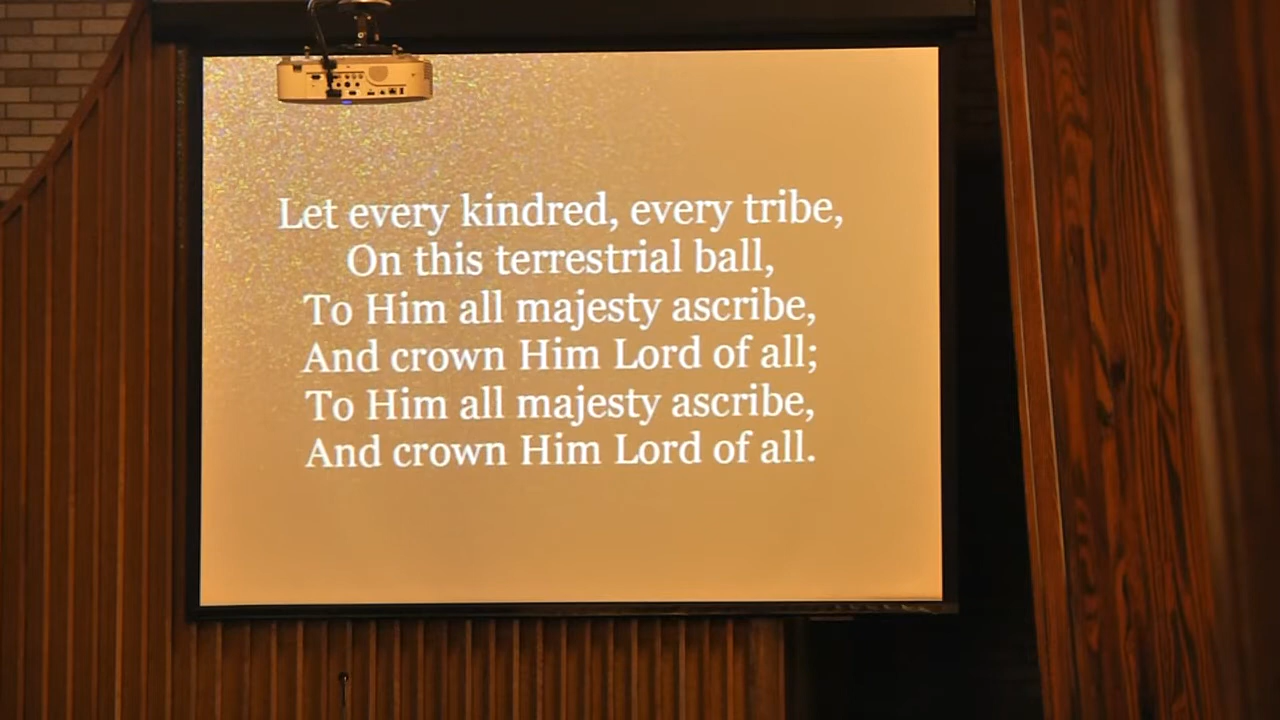 Let every kindred, every tribe,
On this terrestrial ball,
To Him all majesty ascribe,
And crown Him Lord of all;
To Him all majesty ascribe,
And crown Him Lord of all.